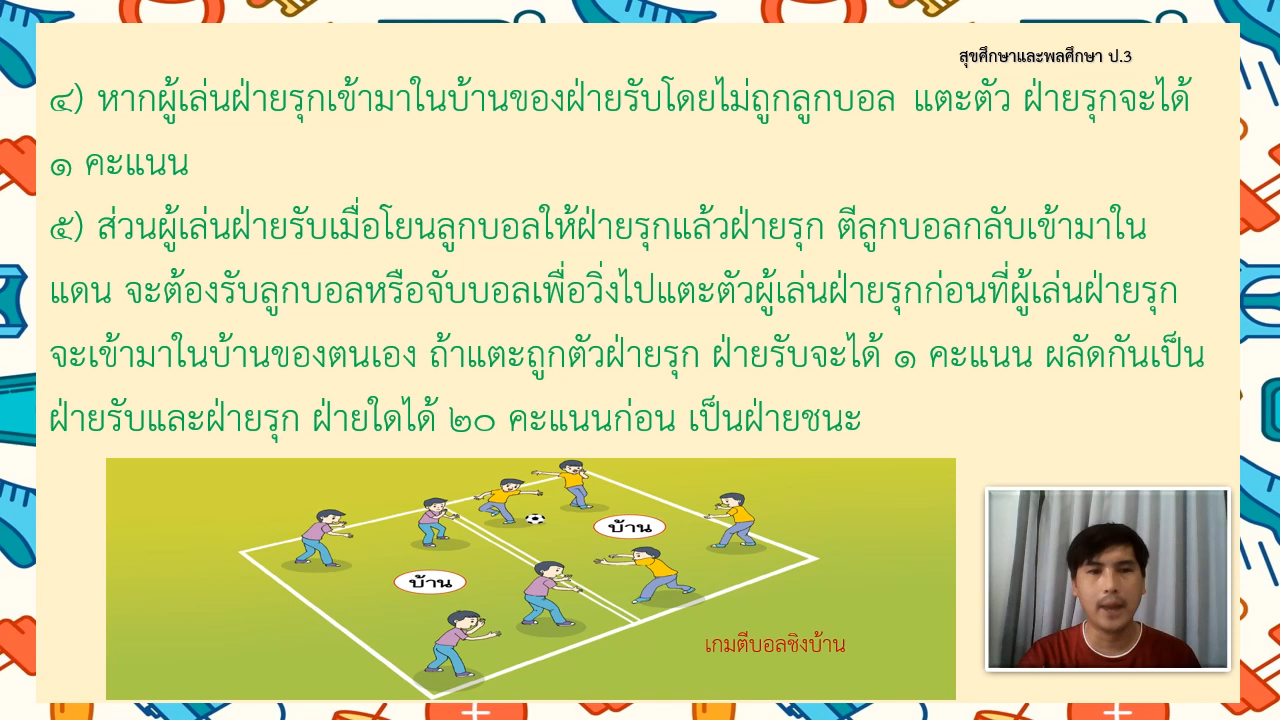 สุขศึกษาและพลศึกษา ป.3
๔) หากผู้เล่นฝ่ายรุกเข้ามาในบ้านของฝ่ายรับโดยไม่ถูกลูกบอล แตะตัว ฝ่ายรุกจะได้
๑ คะแนน
๕) ส่วนผู้เล่นฝ่ายรับเมื่อโยนลูกบอลให้ฝ่ายรุกแล้วฝ่ายรุก ตีลูกบอลกลับเข้ามาใน
แดน จะต้องรับลูกบอลหรือจับบอลเพื่อวิ่งไปแตะตัวผู้เล่นฝ่ายรุกก่อนที่ผู้เล่นฝ่ายรุก
จะเข้ามาในบ้านของตนเอง ถ้าแตะถูกตัวฝ่ายรุก ฝ่ายรับจะได้ ๑ คะแนน ผลัดกันเป็น
ฝ่ายรับและฝ่ายรุก ฝ่ายใดได้ ๒๐ คะแนนก่อน เป็นฝ่ายชนะ
บ้าน
บ้าน
เกมตีบอลชิงบ้าน